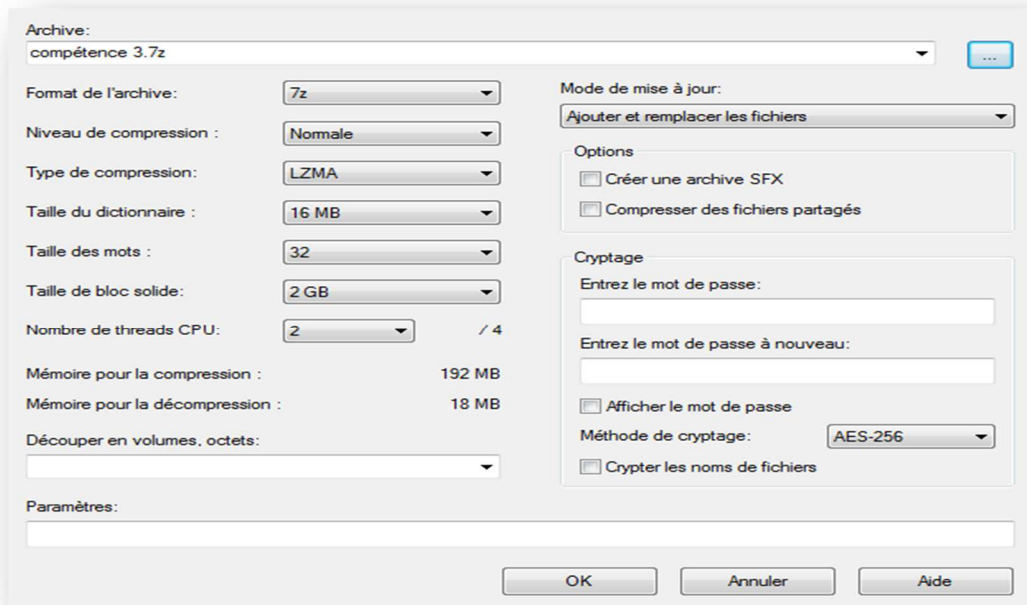 Archive:
compétence 3.7z
...
Format de l'archive:
7z
Niveau de compression :
Normale
Type de compression:
LZMA
Taille du dictionnaire :
16 MB
Taille des mots :
32
Taille de bloc solide:
2 GB
Nombre de threads CPU:
2
/ 4
Mémoire pour la compression :
192 MB
Mémoire pour la décompression :
18 MB
Découper en volumes, octets:
Mode de mise à jour:
Ajouter et remplacer les fichiers
Options
Créer une archive SFX
Compresser des fichiers partagés
Cryptage
Entrez le mot de passe:
Entrez le mot de passe à nouveau:
Afficher le mot de passe
Méthode de cryptage:
AES-256
Crypter les noms de fichiers
Paramètres:
OK
Annuler
Aide